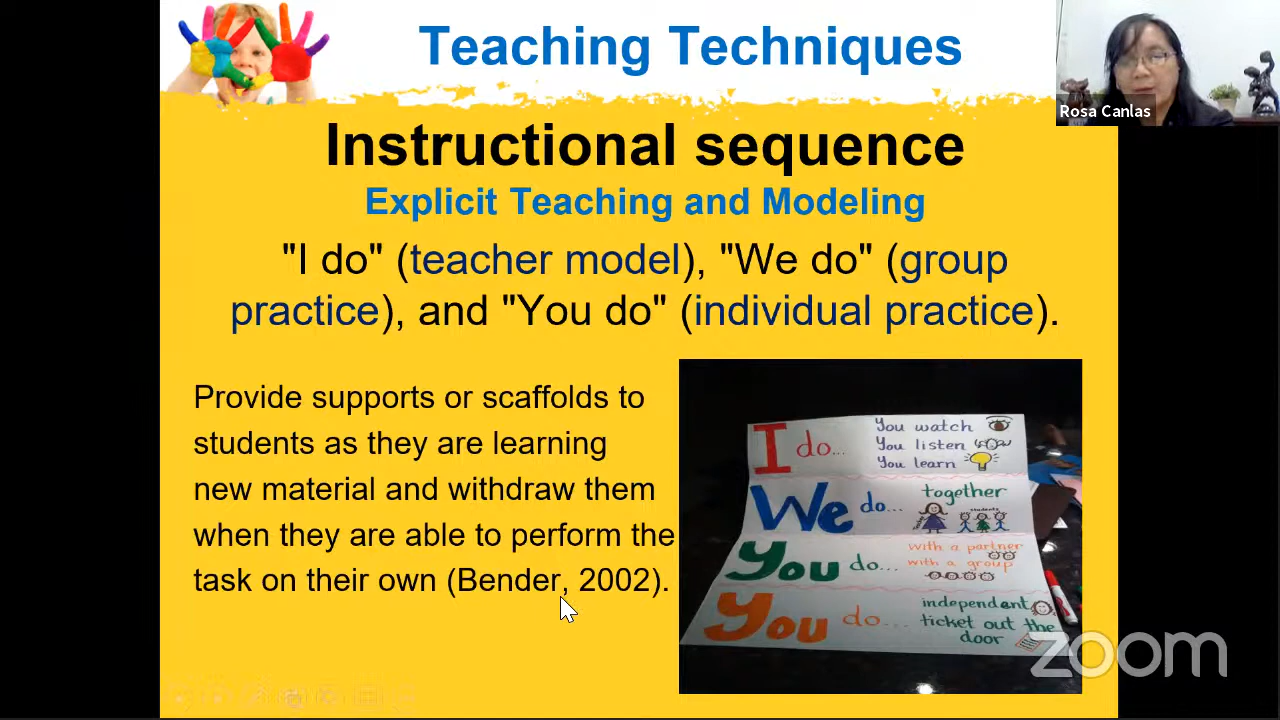 Teaching Techniques
Rosa Canlas
Instructional sequence
Explicit Teaching and Modeling
"I do" (teacher model), "We do" (group
practice), and "You do" (individual practice).
Provide supports or scaffolds to
students as they are learning
new material and withdraw them
when they are able to perform the
task on their own (Bender, 2002).
I do...
You watch
You listen
You learn
We do...
together
students
You do...
with a partner
with a group
You do...
independent
ticket out the
door
zoom